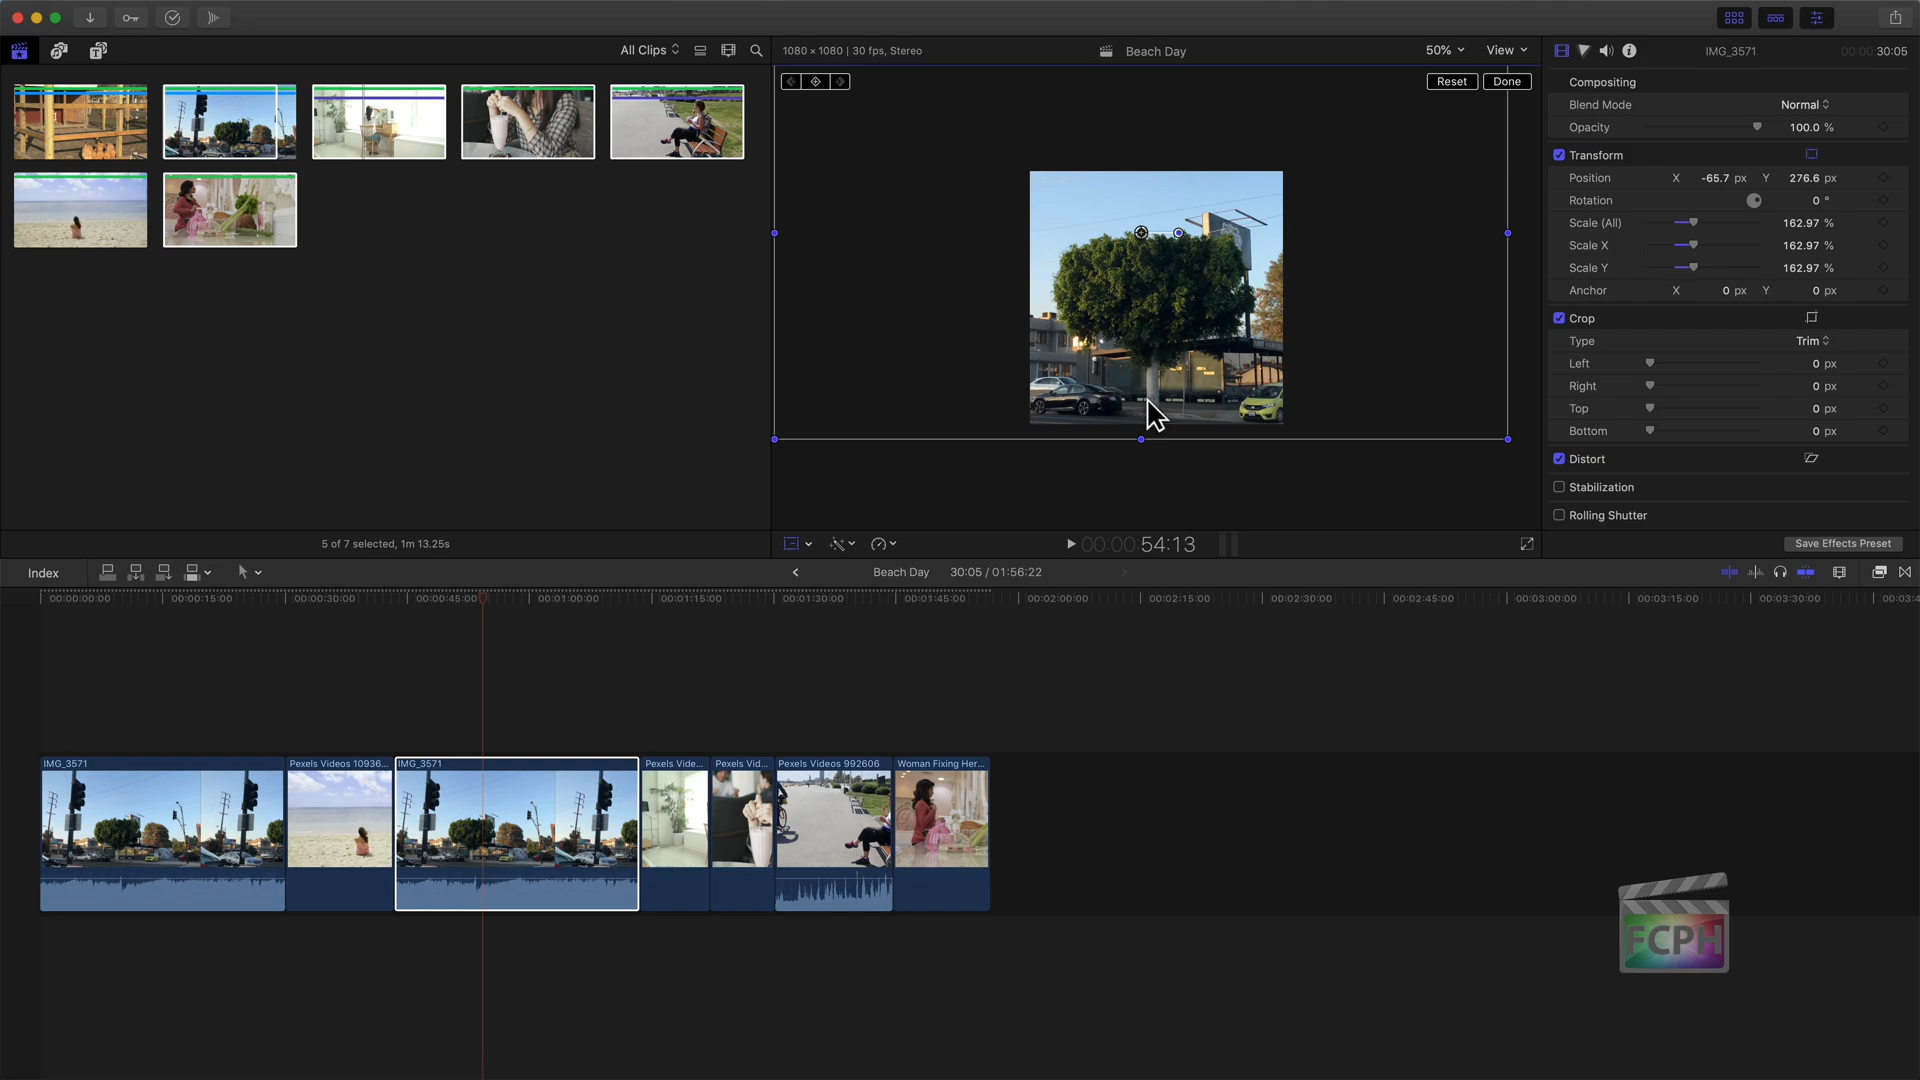 All Clips
1080 × 1080 | 30 fps, Stereo
Beach Day
50%
View
IMG_3571
00:00:30:05
Reset
Done
Compositing
Blend Mode
Normal
Opacity
100.0 %
Transform
Position X -65.7 px Y 276.6 px
Rotation 0 °
Scale (All) 162.97 %
Scale X 162.97 %
Scale Y 162.97 %
Anchor X 0 px Y 0 px
Crop
Type Trim
Left 0 px
Right 0 px
Top 0 px
Bottom 0 px
Distort
Stabilization
Rolling Shutter
5 of 7 selected, 1m 13.25s
00:00:54:13
Save Effects Preset
Index
Beach Day 30:05 / 01:56:22
00:00:00:00 00:00:15:00 00:00:30:00 00:00:45:00 00:01:00:00 00:01:15:00 00:01:30:00 00:01:45:00 00:02:00:00 00:02:15:00 00:02:30:00 00:02:45:00 00:03:00:00 00:03:15:00 00:03:30:00 00:03:4
IMG_3571 Pexels Videos 10936... IMG_3571 Pexels Vide... Pexels Vid... Pexels Videos 992606 Woman Fixing Her...
FCPH